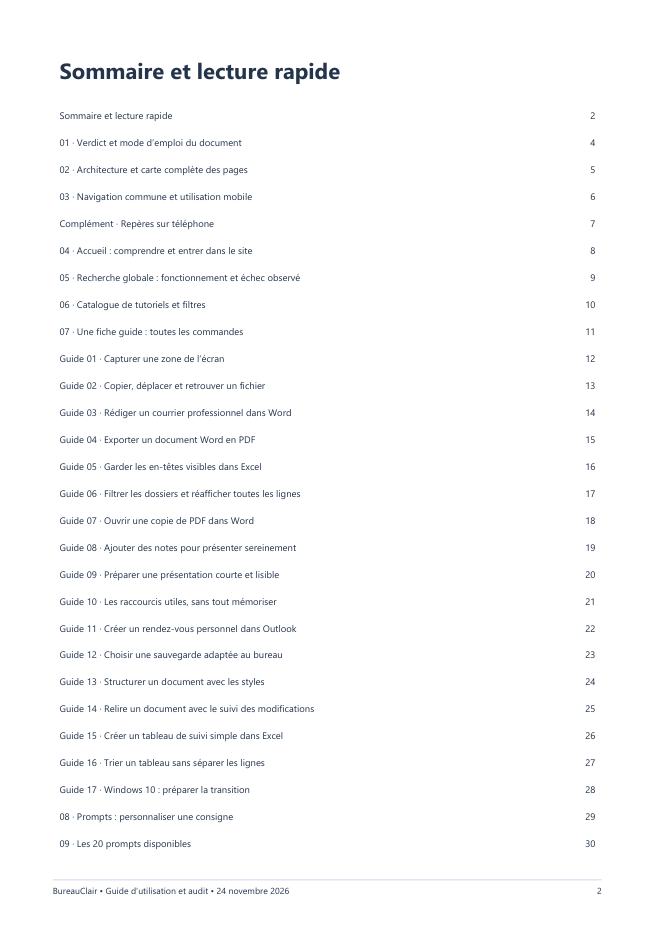 Sommaire et lecture rapide
Sommaire et lecture rapide 2
01 · Verdict et mode d’emploi du document 4
02 · Architecture et carte complète des pages 5
03 · Navigation commune et utilisation mobile 6
Complément · Repères sur téléphone 7
04 · Accueil : comprendre et entrer dans le site 8
05 · Recherche globale : fonctionnement et échec observé 9
06 · Catalogue de tutoriels et filtres 10
07 · Une fiche guide : toutes les commandes 11
Guide 01 · Capturer une zone de l’écran 12
Guide 02 · Copier, déplacer et retrouver un fichier 13
Guide 03 · Rédiger un courrier professionnel dans Word 14
Guide 04 · Exporter un document Word en PDF 15
Guide 05 · Garder les en-têtes visibles dans Excel 16
Guide 06 · Filtrer les dossiers et réafficher toutes les lignes 17
Guide 07 · Ouvrir une copie de PDF dans Word 18
Guide 08 · Ajouter des notes pour présenter sereinement 19
Guide 09 · Préparer une présentation courte et lisible 20
Guide 10 · Les raccourcis utiles, sans tout mémoriser 21
Guide 11 · Créer un rendez-vous personnel dans Outlook 22
Guide 12 · Choisir une sauvegarde adaptée au bureau 23
Guide 13 · Structurer un document avec les styles 24
Guide 14 · Relire un document avec le suivi des modifications 25
Guide 15 · Créer un tableau de suivi simple dans Excel 26
Guide 16 · Trier un tableau sans séparer les lignes 27
Guide 17 · Windows 10 : préparer la transition 28
08 · Prompts : personnaliser une consigne 29
09 · Les 20 prompts disponibles 30
BureauClair • Guide d’utilisation et audit • 24 novembre 2026 2